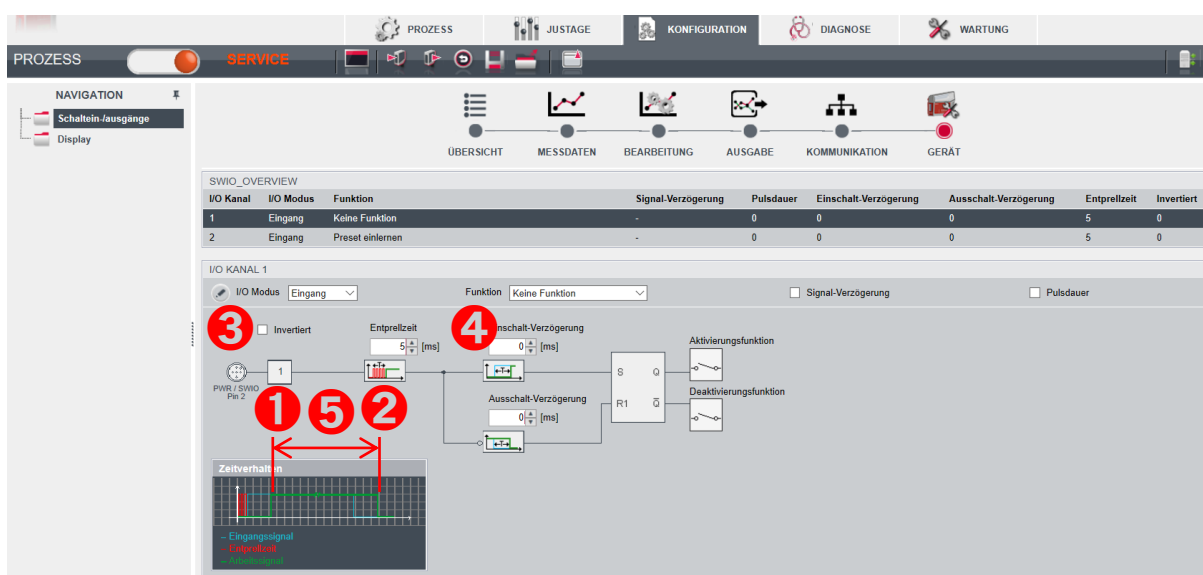 PROZESS JUSTAGE KONFIGURATION DIAGNOSE WARTUNG
PROZESS SERVICE
NAVIGATION
Schaltein-/ausgänge
Display
ÜBERSICHT MESSDATEN BEARBEITUNG AUSGABE KOMMUNIKATION GERÄT
SWIO_OVERVIEW
I/O Kanal I/O Modus Funktion Signal-Verzögerung Pulsdauer Einschalt-Verzögerung Ausschalt-Verzögerung Entprellzeit Invertiert
1 Eingang Keine Funktion - 0 0 0 5 0
2 Eingang Preset einlernen - 0 0 0 5 0
I/O KANAL 1
I/O Modus Eingang Funktion Keine Funktion Signal-Verzögerung Pulsdauer
3 Invertiert Entprellzeit 4 nschalt-Verzögerung
5 [ms] 0 [ms] Aktivierungsfunktion
1 T T S Q
PWR / SWIO
Pin 2
Ausschalt-Verzögerung Deaktivierungsfunktion
1 5 2 0 [ms] R1 Q̅
T
Zeitverhalten
– Eingangssignal
– Entprellzeit
– Arbeitssignal